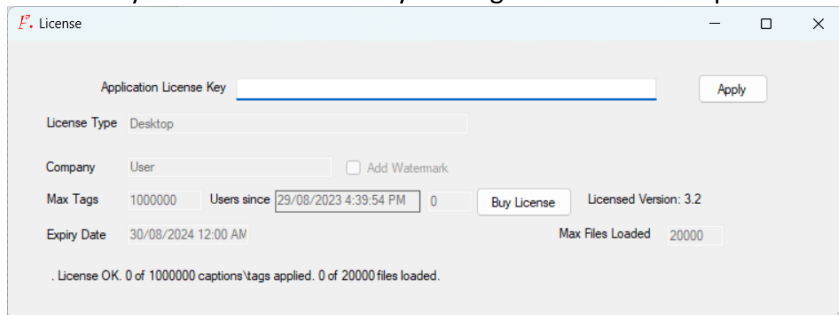 F. License
Application License Key
Apply
License Type Desktop
Company User Add Watermark
Max Tags 1000000 Users since 29/08/2023 4:39:54 PM 0 Buy License Licensed Version: 3.2
Expiry Date 30/08/2024 12:00 AM Max Files Loaded 20000
. License OK. 0 of 1000000 captions\tags applied. 0 of 20000 files loaded.